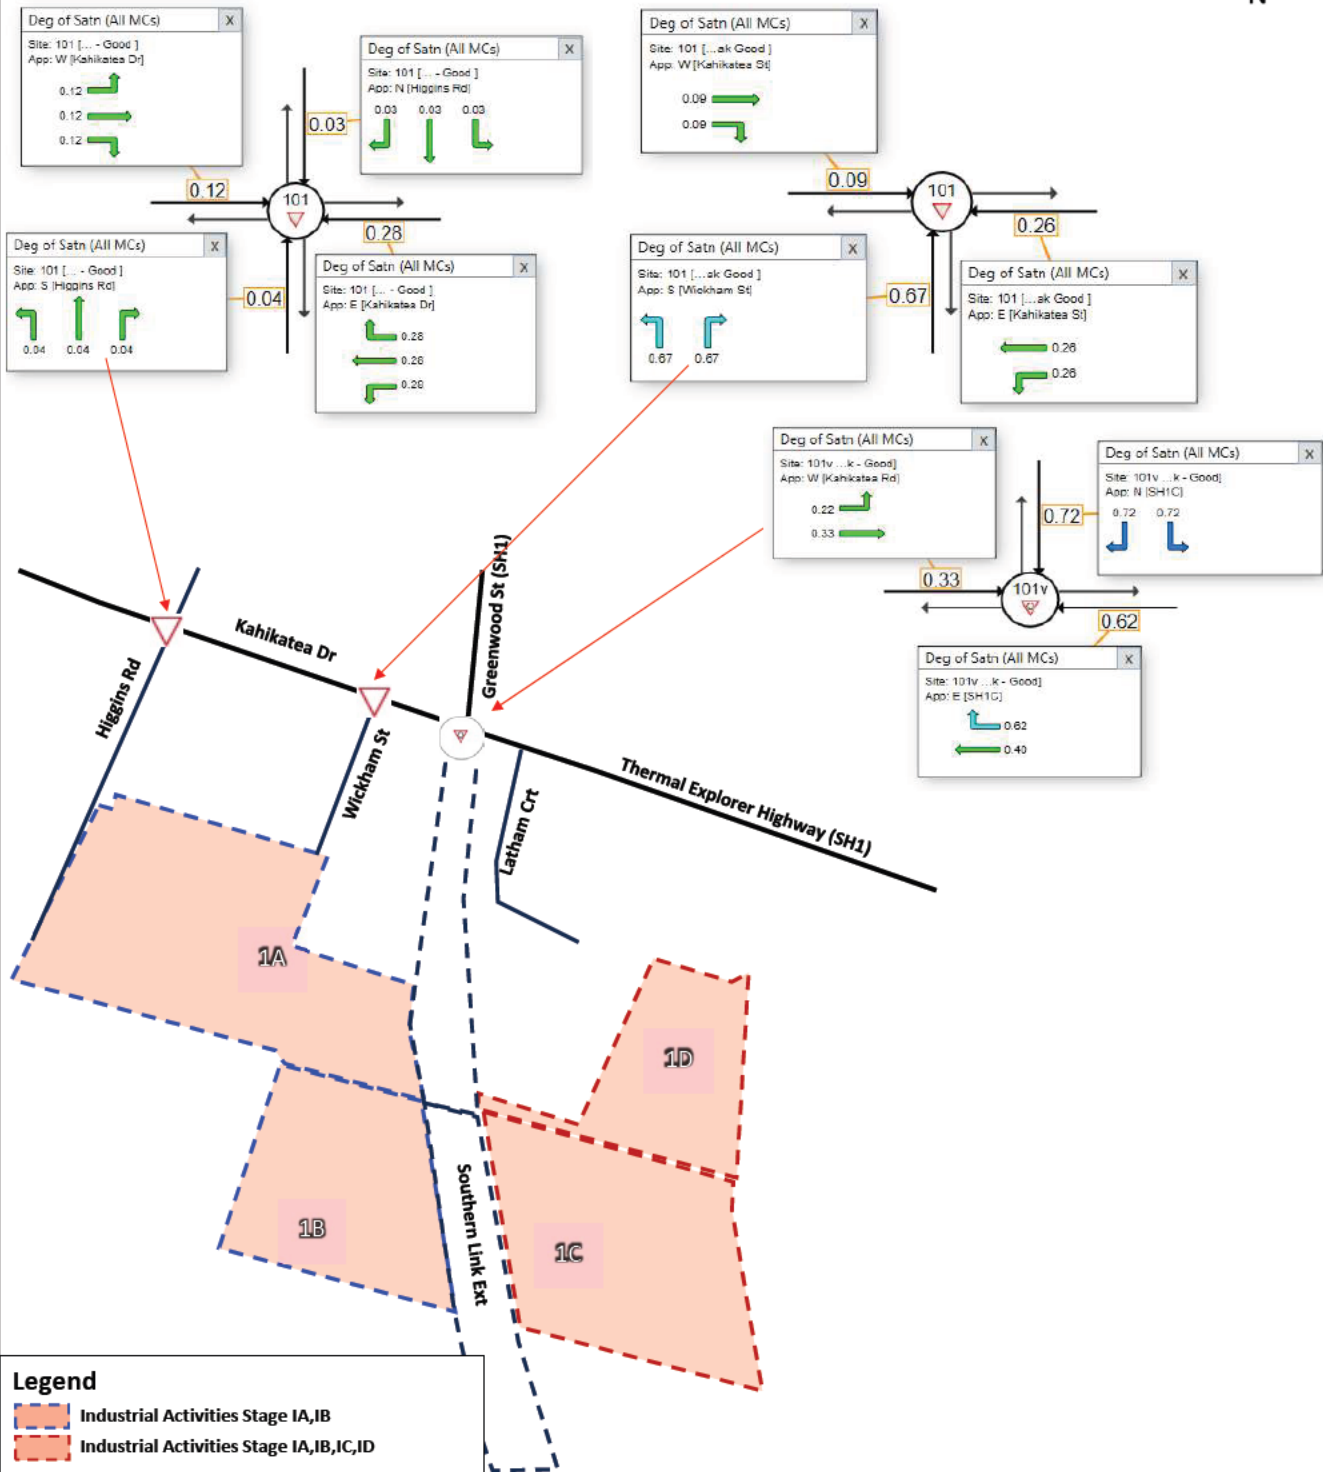 N
Deg of Satn (All MCs) X
Site: 101 [... - Good ]
App: W [Kahikatea Dr]
0.12
0.12
0.12
Deg of Satn (All MCs) X
Site: 101 [... - Good ]
App: N [Higgins Rd]
0.03 0.03 0.03
0.03
0.12
101
0.28
0.04
Deg of Satn (All MCs) X
Site: 101 [... - Good ]
App: S [Higgins Rd]
0.04 0.04 0.04
Deg of Satn (All MCs) X
Site: 101 [... - Good ]
App: E [Kahikatea Dr]
0.28
0.28
0.28
Deg of Satn (All MCs) X
Site: 101 [...ak Good ]
App: W [Kahikatea St]
0.09
0.09
0.09
101
0.26
0.67
Deg of Satn (All MCs) X
Site: 101 [...ak Good ]
App: S [Wickham St]
0.67 0.67
Deg of Satn (All MCs) X
Site: 101 [...ak Good ]
App: E [Kahikatea St]
0.26
0.26
Deg of Satn (All MCs) X
Site: 101v ...k - Good]
App: W [Kahikatea Rd]
0.22
0.33
Deg of Satn (All MCs) X
Site: 101v ...k - Good]
App: N [SH1C]
0.72 0.72
0.72
0.33
101v
0.62
Deg of Satn (All MCs) X
Site: 101v ...k - Good]
App: E [SH1C]
0.62
0.40
Kahikatea Dr
Greenwood St (SH1)
Higgins Rd
Wickham St
Latham Crt
Thermal Explorer Highway (SH1)
1A
1D
1B
1C
Southern Link Ext
Legend
Industrial Activities Stage IA,IB
Industrial Activities Stage IA,IB,IC,ID